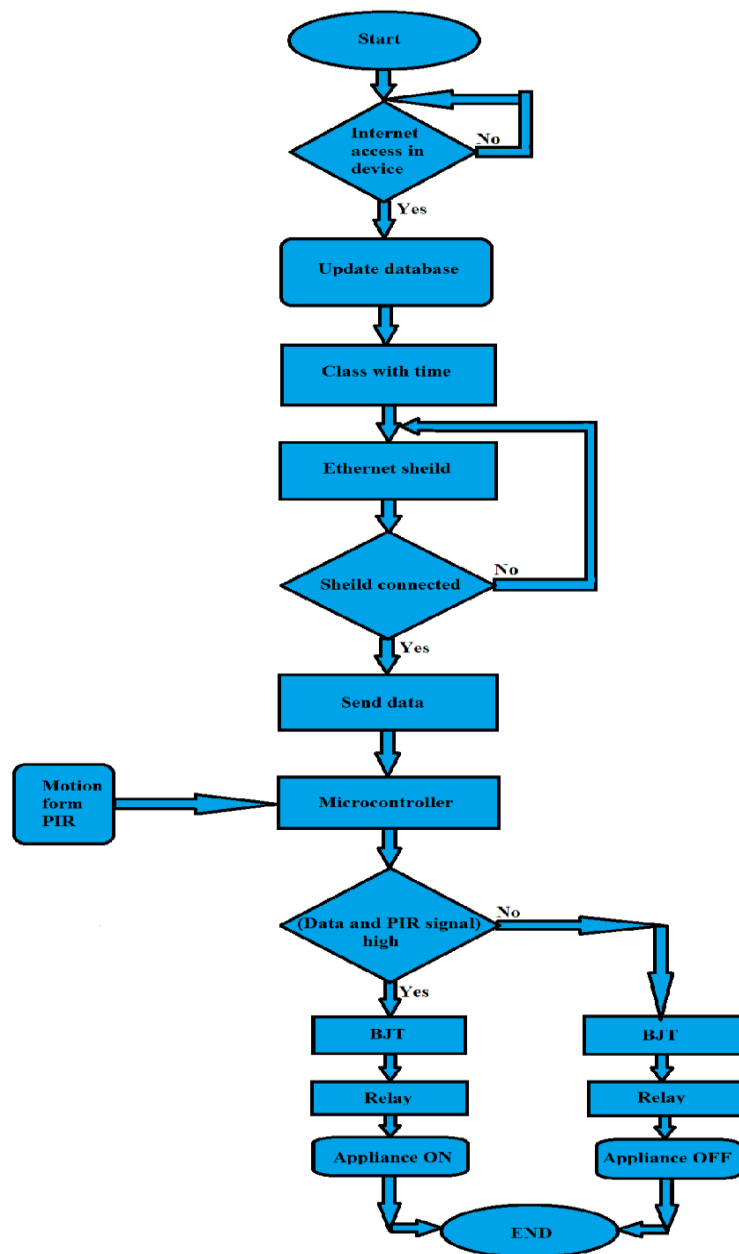 Start
Internet
access in
device
No
Yes
Update database
Class with time
Ethernet sheild
Sheild connected
No
Yes
Send data
Motion
form
PIR
Microcontroller
(Data and PIR signal)
high
No
Yes
BJT
BJT
Relay
Relay
Appliance ON
Appliance OFF
END